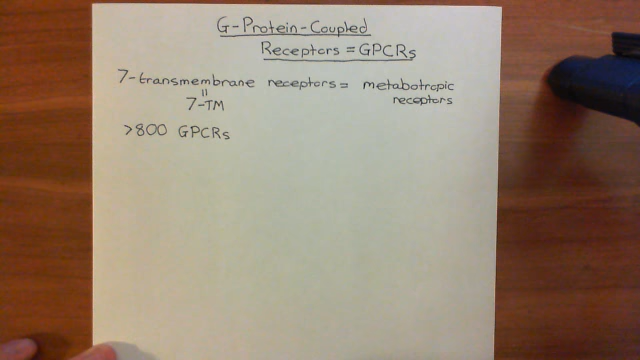 G-Protein-Coupled
Receptors = GPCRs
7-transmembrane receptors = metabotropic
receptors
=
7-TM
>800 GPCRs